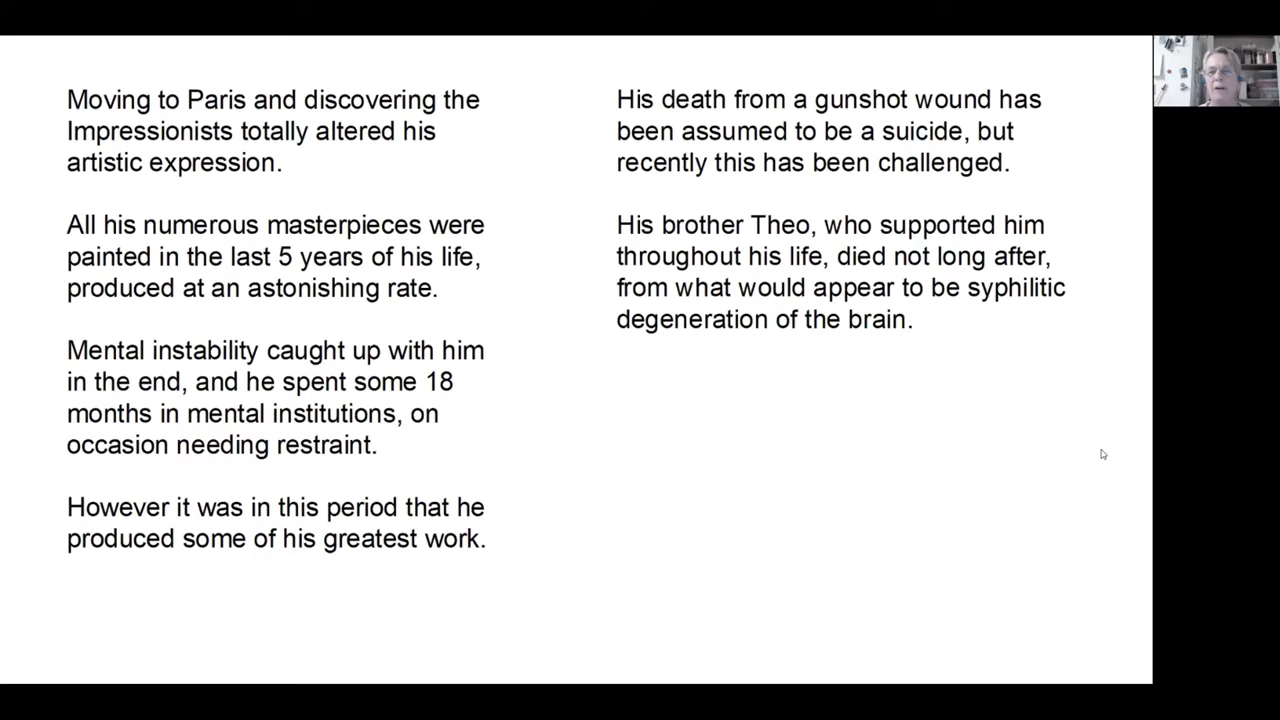 Moving to Paris and discovering the
Impressionists totally altered his
artistic expression.
All his numerous masterpieces were
painted in the last 5 years of his life,
produced at an astonishing rate.
Mental instability caught up with him
in the end, and he spent some 18
months in mental institutions, on
occasion needing restraint.
However it was in this period that he
produced some of his greatest work.
His death from a gunshot wound has
been assumed to be a suicide, but
recently this has been challenged.
His brother Theo, who supported him
throughout his life, died not long after,
from what would appear to be syphilitic
degeneration of the brain.